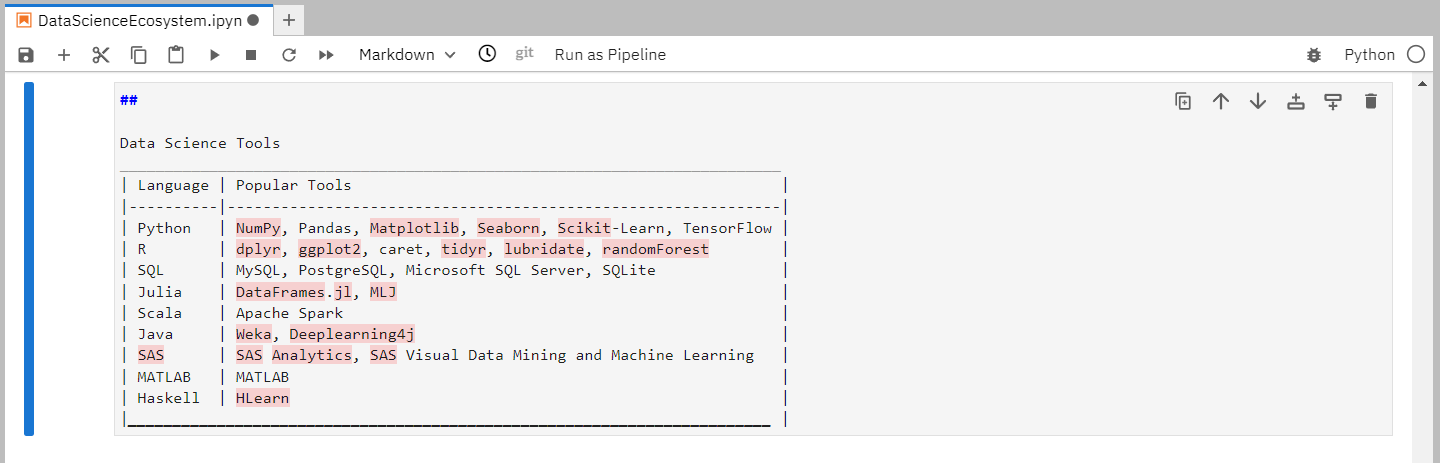 DataScienceEcosystem.ipyn
+
Markdown git Run as Pipeline Python
##
Data Science Tools
__________________________________________________________________________
| Language | Popular Tools |
|----------|--------------------------------------------------------------|
| Python | NumPy, Pandas, Matplotlib, Seaborn, Scikit-Learn, TensorFlow |
| R | dplyr, ggplot2, caret, tidyr, lubridate, randomForest |
| SQL | MySQL, PostgreSQL, Microsoft SQL Server, SQLite |
| Julia | DataFrames.jl, MLJ |
| Scala | Apache Spark |
| Java | Weka, Deeplearning4j |
| SAS | SAS Analytics, SAS Visual Data Mining and Machine Learning |
| MATLAB | MATLAB |
| Haskell | HLearn |
|________________________________________________________________________ |